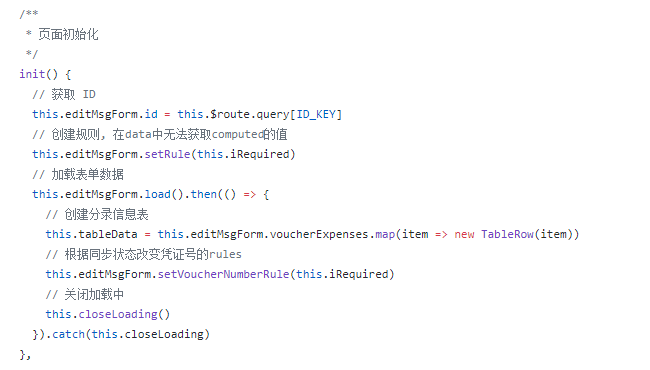 /**
 * 页面初始化
 */
init() {
  // 获取 ID
  this.editMsgForm.id = this.$route.query[ID_KEY]
  // 创建规则, 在data中无法获取computed的值
  this.editMsgForm.setRule(this.iRequired)
  // 加载表单数据
  this.editMsgForm.load().then(() => {
    // 创建分录信息表
    this.tableData = this.editMsgForm.voucherExpenses.map(item => new TableRow(item))
    // 根据同步状态改变凭证号的rules
    this.editMsgForm.setVoucherNumberRule(this.iRequired)
    // 关闭加载中
    this.closeLoading()
  }).catch(this.closeLoading)
},